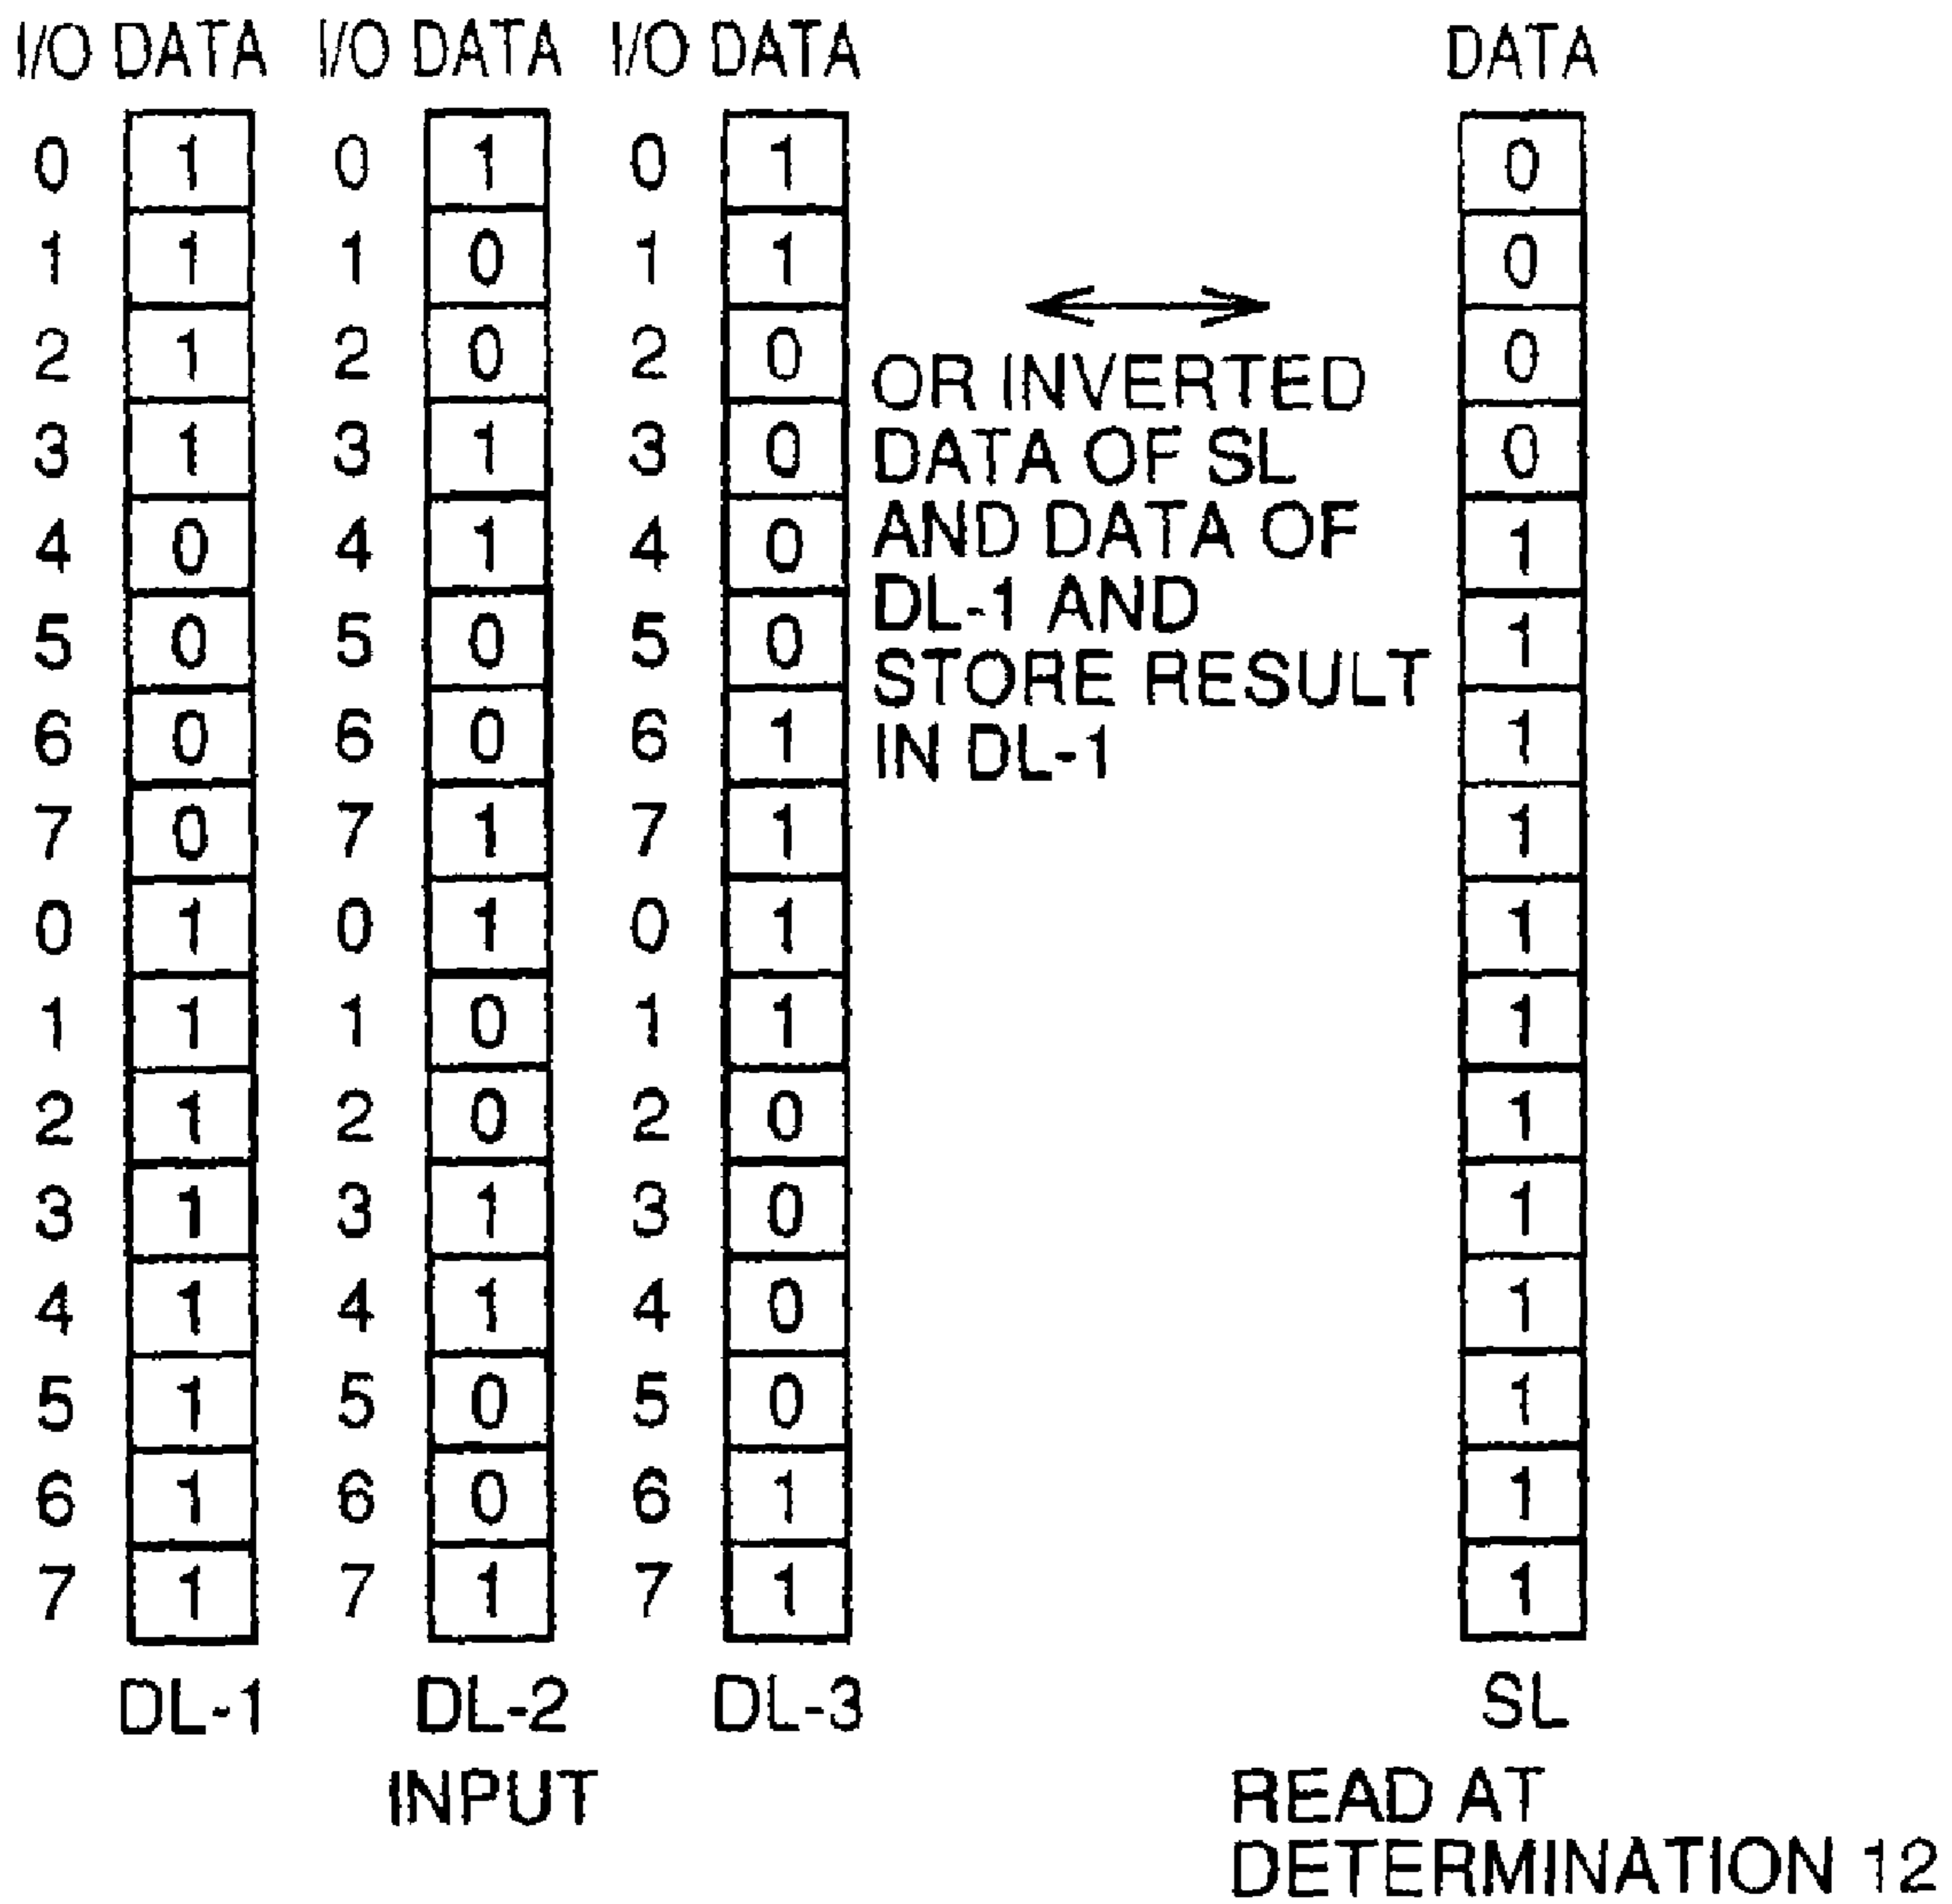 I/O DATA I/O DATA I/O DATA DATA
0 1 0 1 0 1 0
1 1 1 0 1 1 0
2 1 2 0 2 0 0
3 1 3 1 3 0 0
4 0 4 1 4 0 1
5 0 5 0 5 0 1
6 0 6 0 6 1 1
7 0 7 1 7 1 1
0 1 0 1 0 1 1
1 1 1 0 1 1 1
2 1 2 0 2 0 1
3 1 3 1 3 0 1
4 1 4 1 4 0 1
5 1 5 0 5 0 1
6 1 6 0 6 1 1
7 1 7 1 7 1 1
OR INVERTED
DATA OF SL
AND DATA OF
DL-1 AND
STORE RESULT
IN DL-1
DL-1 DL-2 DL-3 SL
INPUT
READ AT
DETERMINATION 12